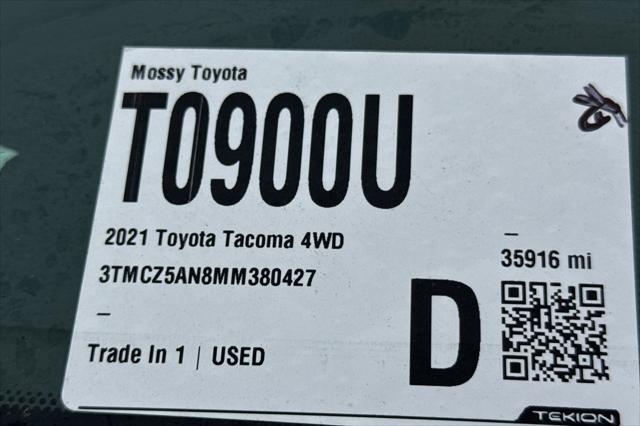 Mossy Toyota
T0900U
2021 Toyota Tacoma 4WD
3TMCZ5AN8MM380427
–
–
35916 mi
Trade In 1 | USED
D
TEKION